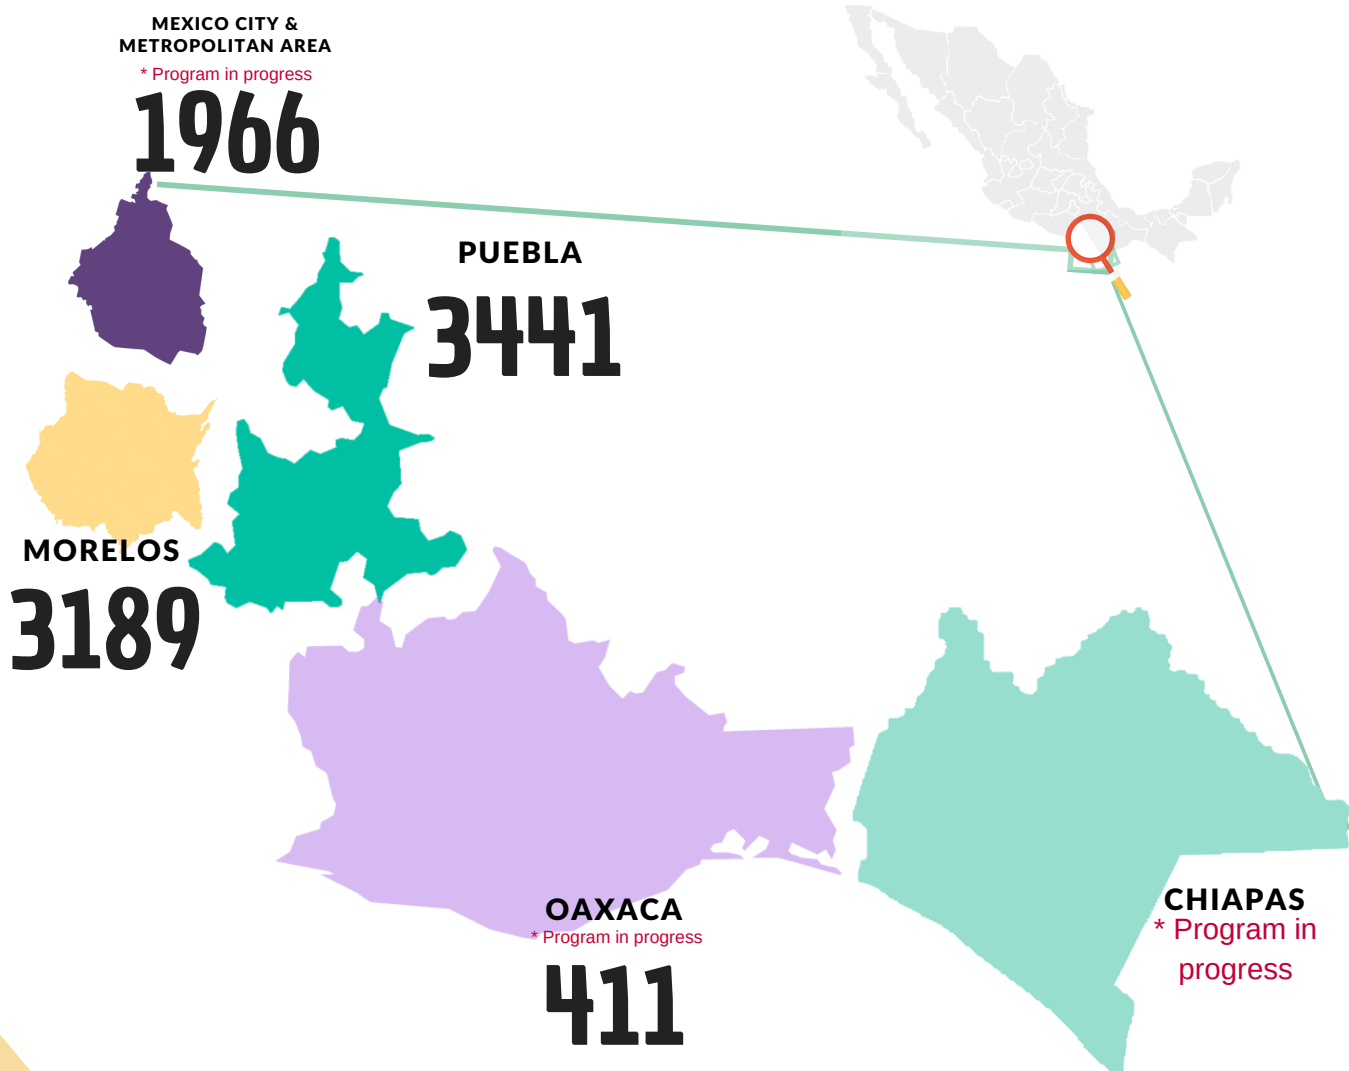 MEXICO CITY &
METROPOLITAN AREA
* Program in progress
1966
PUEBLA
3441
MORELOS
3189
OAXACA
* Program in progress
411
CHIAPAS
* Program in
progress